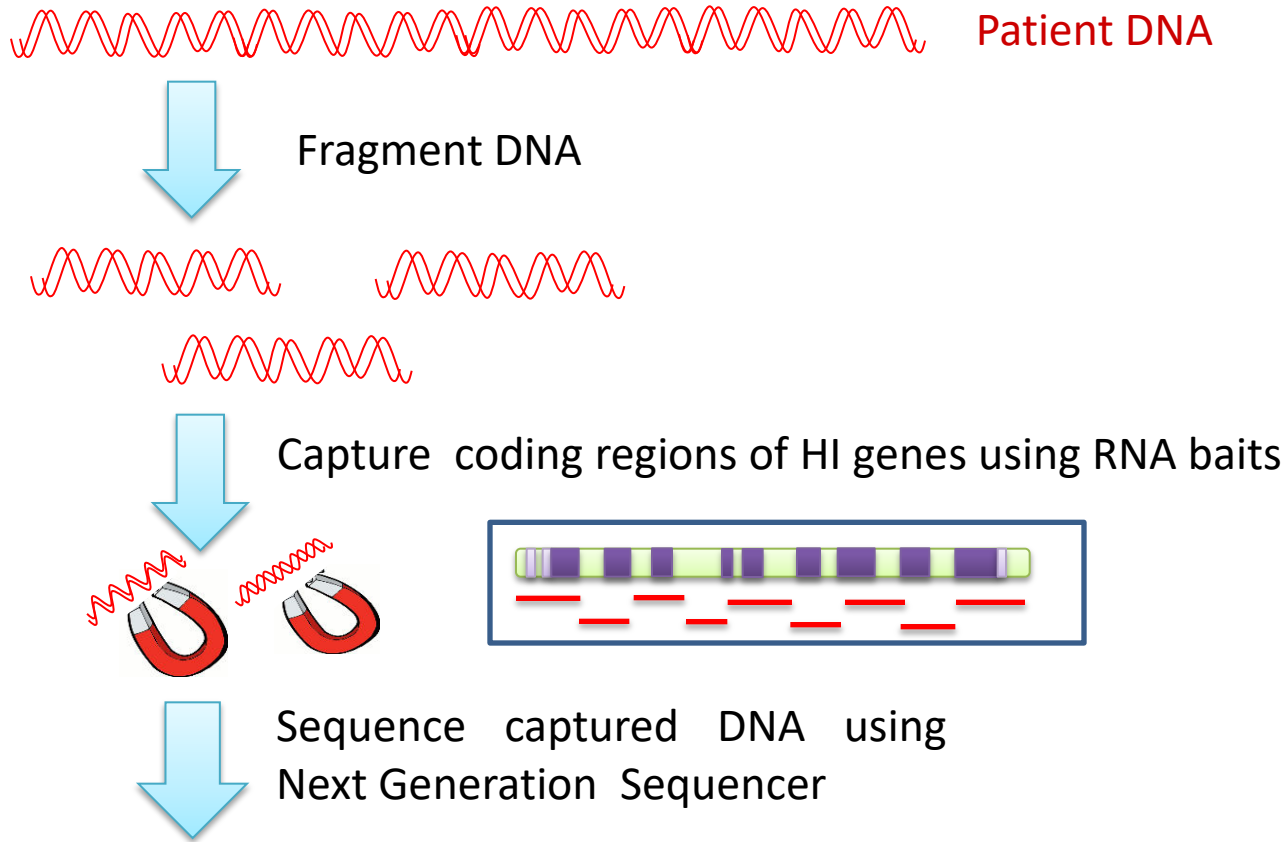 Patient DNA
Fragment DNA
Capture coding regions of HI genes using RNA baits
Sequence captured DNA using
Next Generation Sequencer